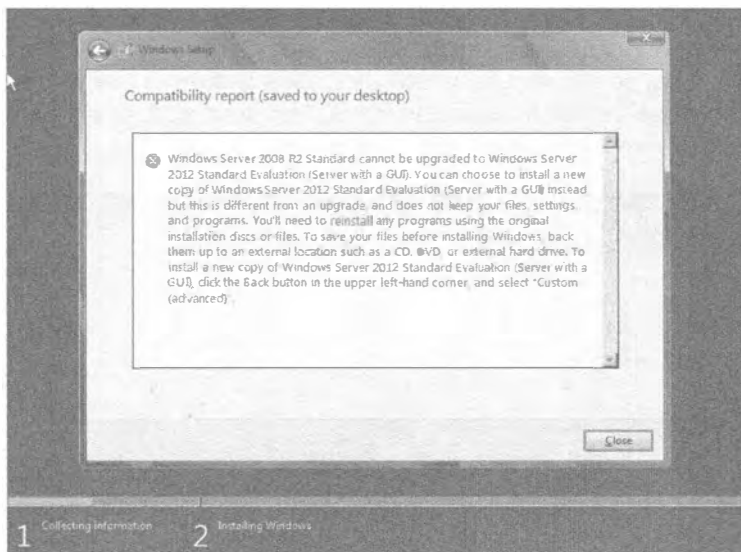 Windows Setup
Compatibility report (saved to your desktop)
Windows Server 2008 R2 Standard cannot be upgraded to Windows Server
2012 Standard Evaluation (Server with a GUI). You can choose to install a new
copy of Windows Server 2012 Standard Evaluation (Server with a GUI) instead
but this is different from an upgrade, and does not keep your files, settings,
and programs. You'll need to reinstall any programs using the original
installation discs or files. To save your files before installing Windows, back
them up to an external location such as a CD, DVD, or external hard drive. To
install a new copy of Windows Server 2012 Standard Evaluation (Server with a
GUI), click the Back button in the upper left-hand corner, and select "Custom
(advanced)".
Close
1 Collecting information 2 Installing Windows